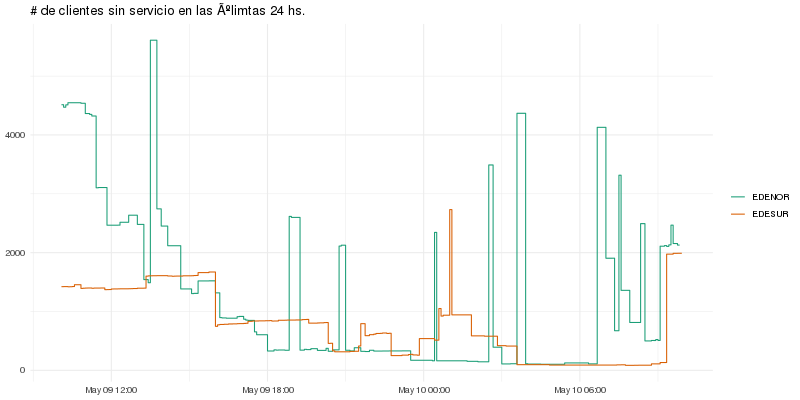 # de clientes sin servicio en las Ãºlimtas 24 hs.
4000
2000
0
May 09 12:00
May 09 18:00
May 10 00:00
May 10 06:00
EDENOR
EDESUR